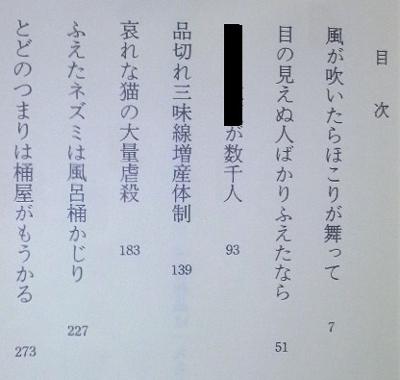 目次
風が吹いたらほこりが舞って 7
目の見えぬ人ばかりふえたなら 51
が数千人 93
品切れ三味線増産体制 139
哀れな猫の大量虐殺 183
ふえたネズミは風呂桶かじり 227
とどのつまりは桶屋がもうかる 273